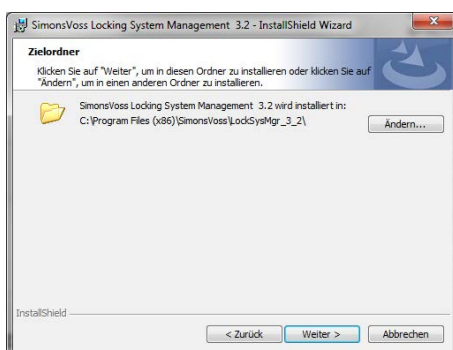 SimonsVoss Locking System Management 3.2 - InstallShield Wizard
Zielordner
Klicken Sie auf "Weiter", um in diesen Ordner zu installieren oder klicken Sie auf
"Ändern", um in einen anderen Ordner zu installieren.
SimonsVoss Locking System Management 3.2 wird installiert in:
C:\Program Files (x86)\SimonsVoss\LockSysMgr_3_2\
Ändern...
InstallShield
< Zurück
Weiter >
Abbrechen